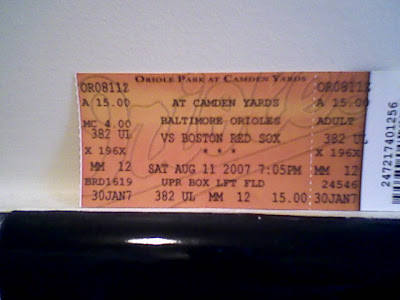 ORIOLE PARK AT CAMDEN YARDS
OR0811Z OR0811Z
A 15.00 AT CAMDEN YARDS A 15.00
MC 4.00 BALTIMORE ORIOLES ADULT
382 UL VS BOSTON RED SOX 382 UL
X 196X * * * X 196X
MM 12 SAT AUG 11 2007 7:05PM MM 12
BRD1619 UPR BOX LFT FLD 24546
30JAN7 382 UL MM 12 15.00 30JAN7
247217401256